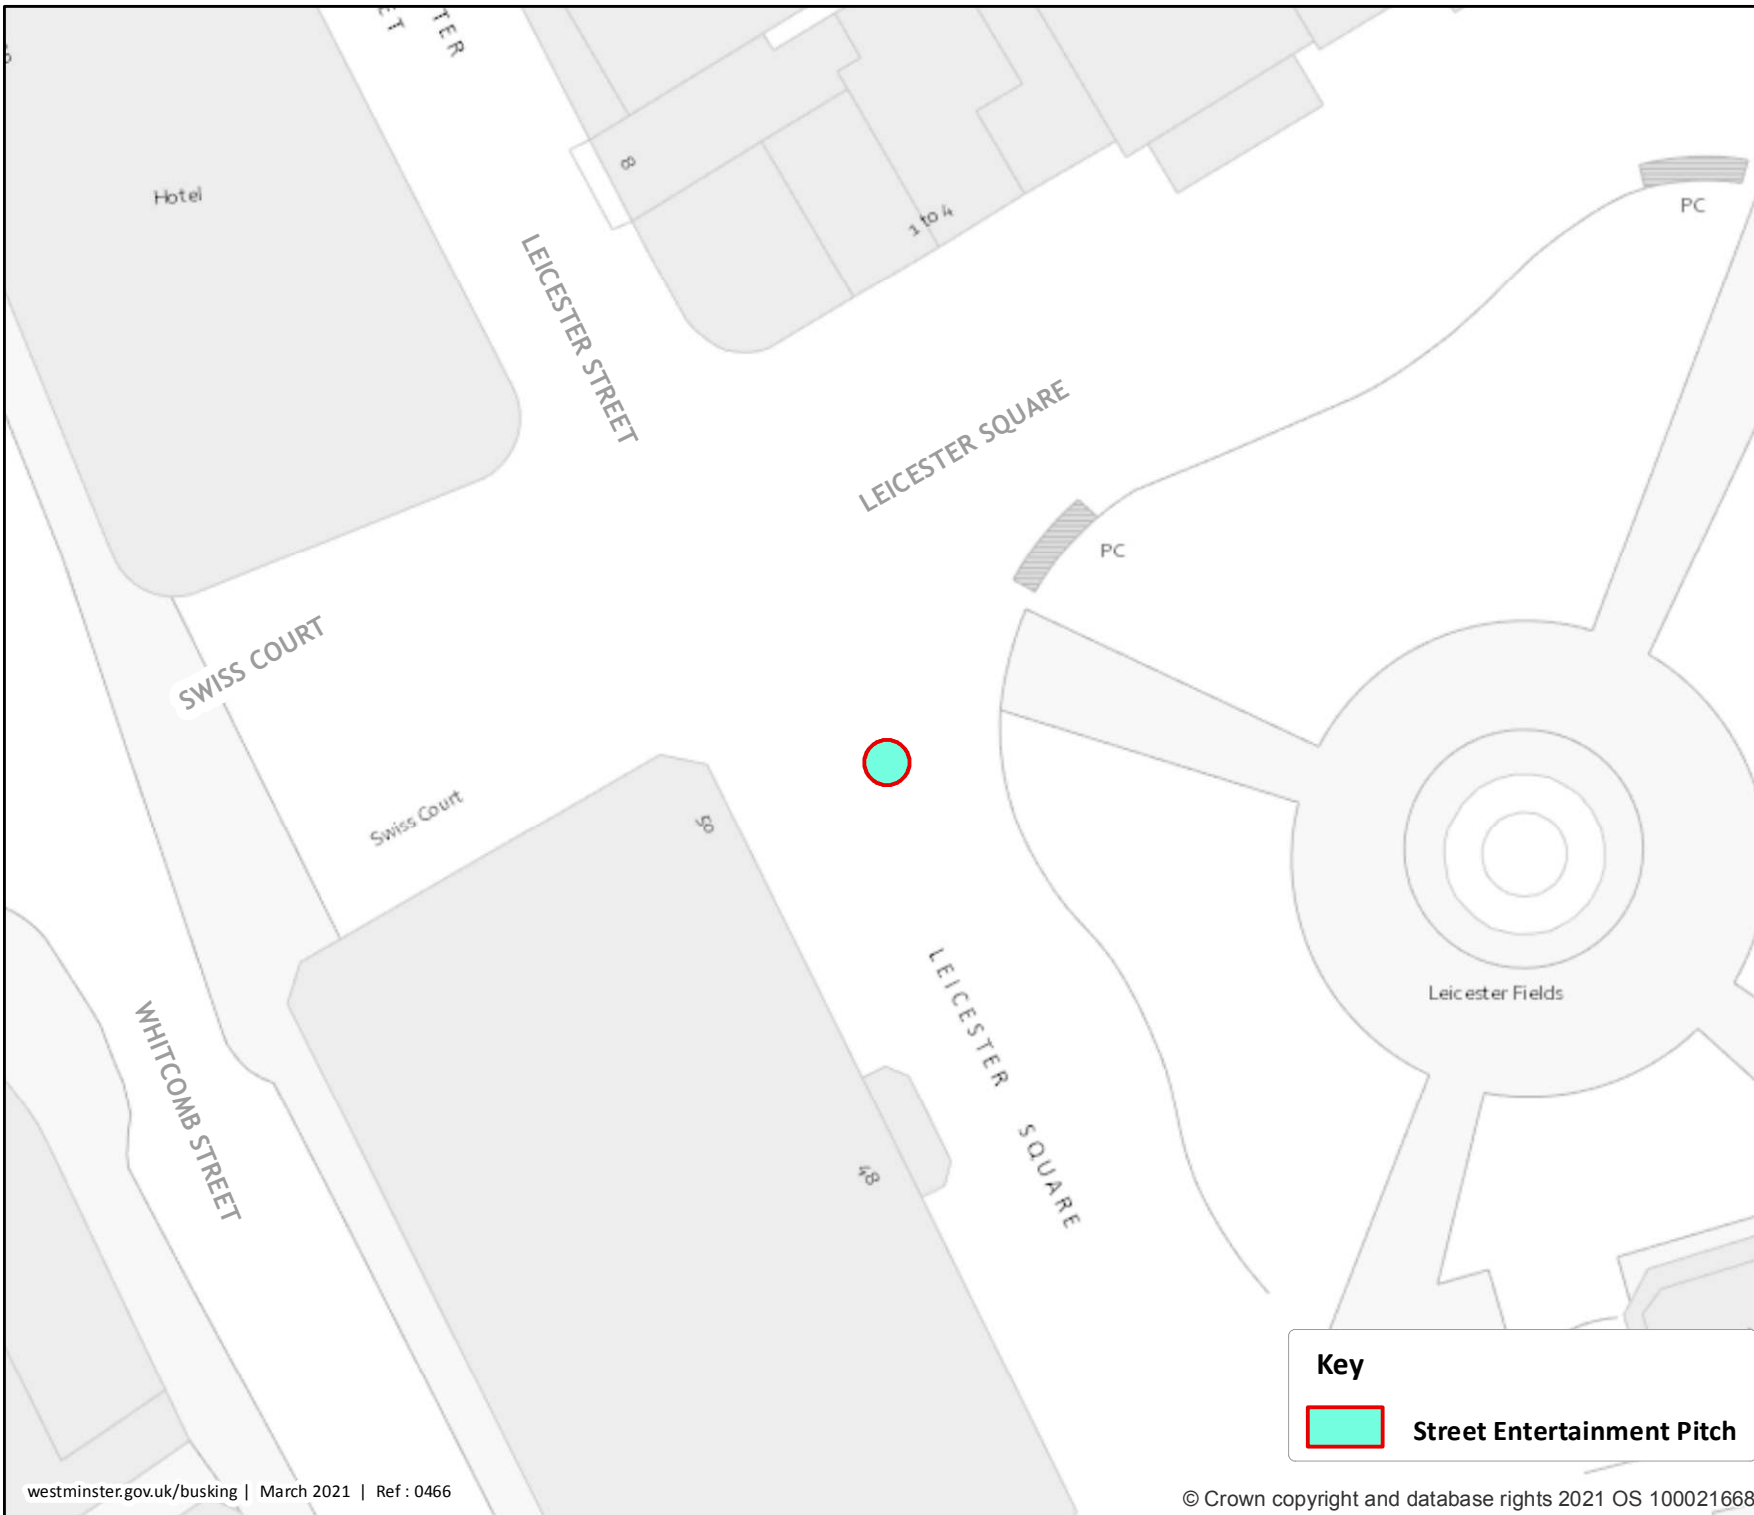 ET
TER
Hotel
8
1 to 4
PC
LEICESTER STREET
LEICESTER SQUARE
PC
SWISS COURT
Swiss Court
50
LEICESTER SQUARE
Leicester Fields
WHITCOMB STREET
48
Key
Street Entertainment Pitch
westminster.gov.uk/busking | March 2021 | Ref : 0466
© Crown copyright and database rights 2021 OS 100021668